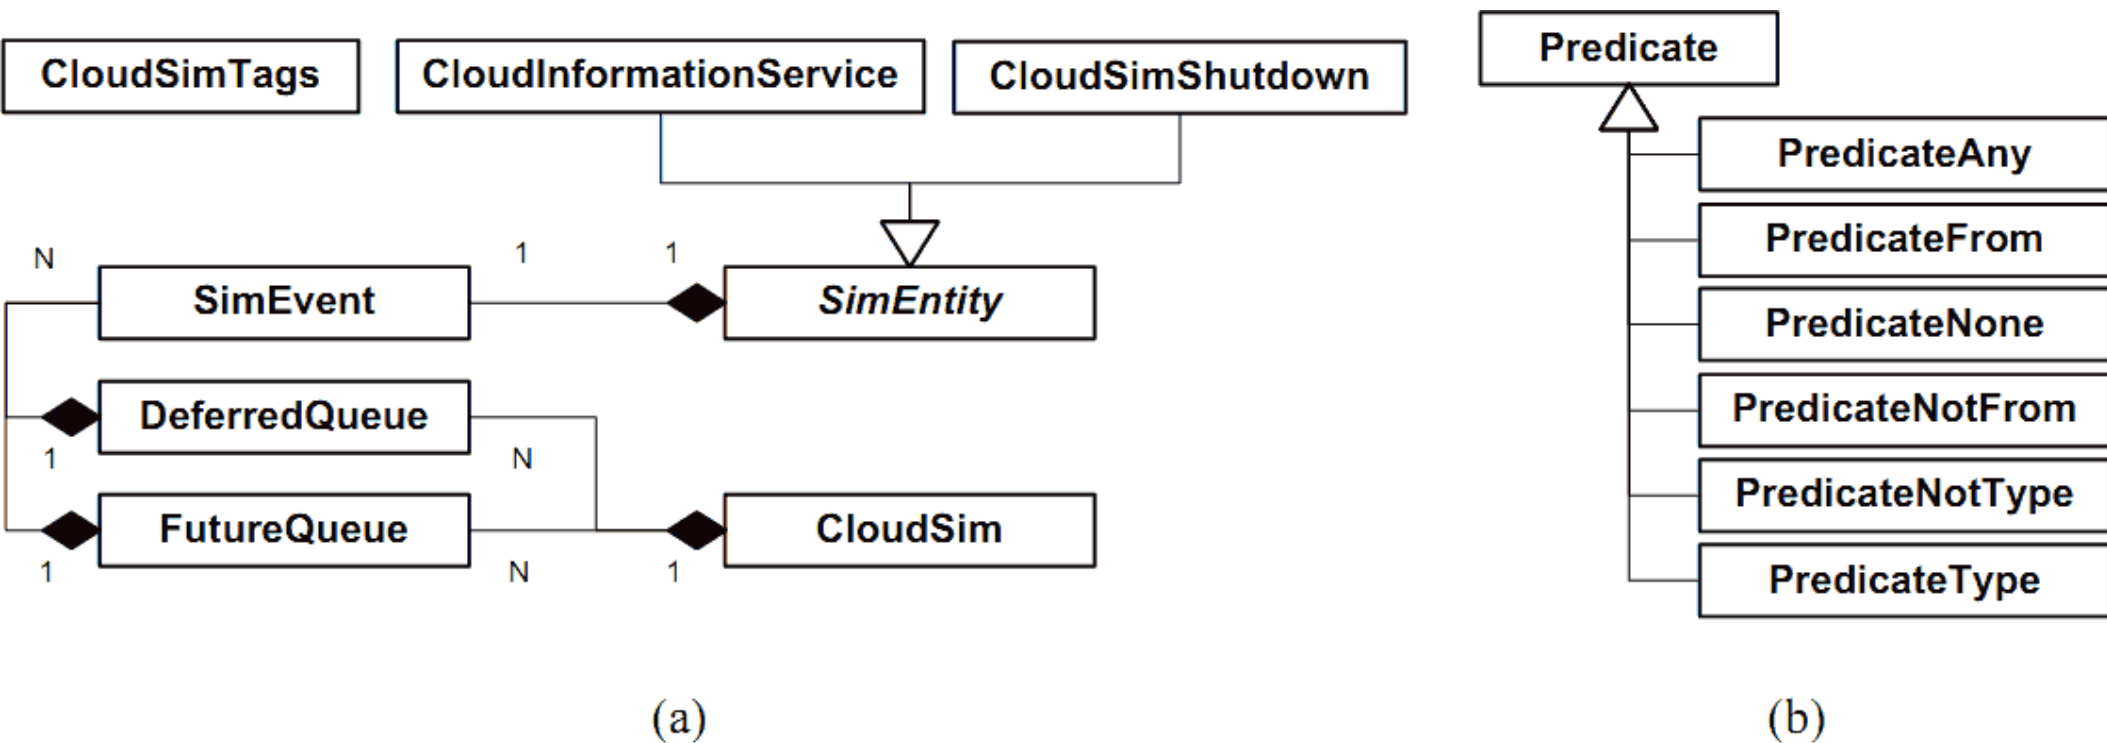 CloudSimTags
CloudInformationService
CloudSimShutdown
N
1
1
SimEvent
SimEntity
DeferredQueue
1
N
FutureQueue
CloudSim
1
N
1
(a)
Predicate
PredicateAny
PredicateFrom
PredicateNone
PredicateNotFrom
PredicateNotType
PredicateType
(b)